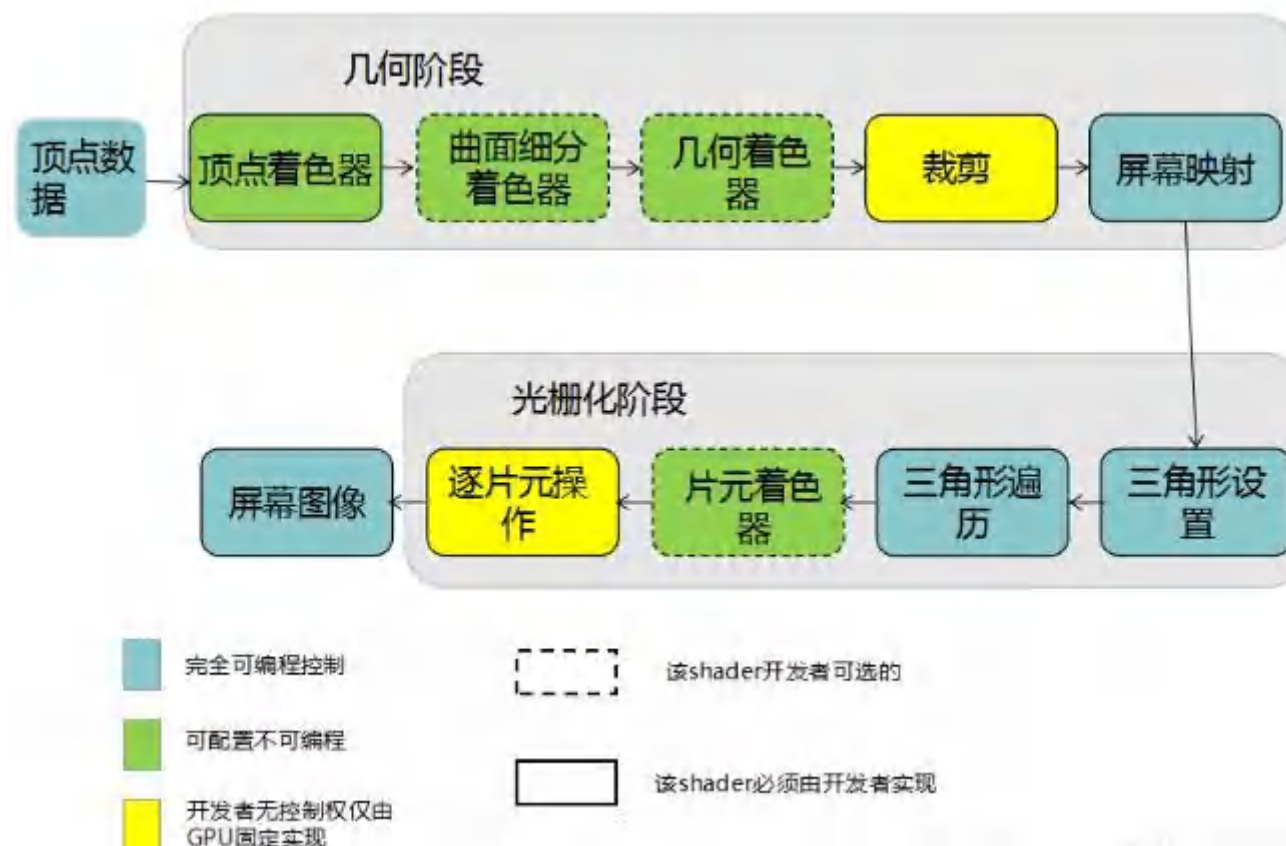 几何阶段
顶点数
据
顶点着色器
曲面细分
着色器
几何着色
器
裁剪
屏幕映射
光栅化阶段
屏幕图像
逐片元操
作
片元着色
器
三角形遍
历
三角形设
置
完全可编程控制
该shader开发者可选的
可配置不可编程
该shader必须由开发者实现
开发者无控制权仅由
GPU固定实现